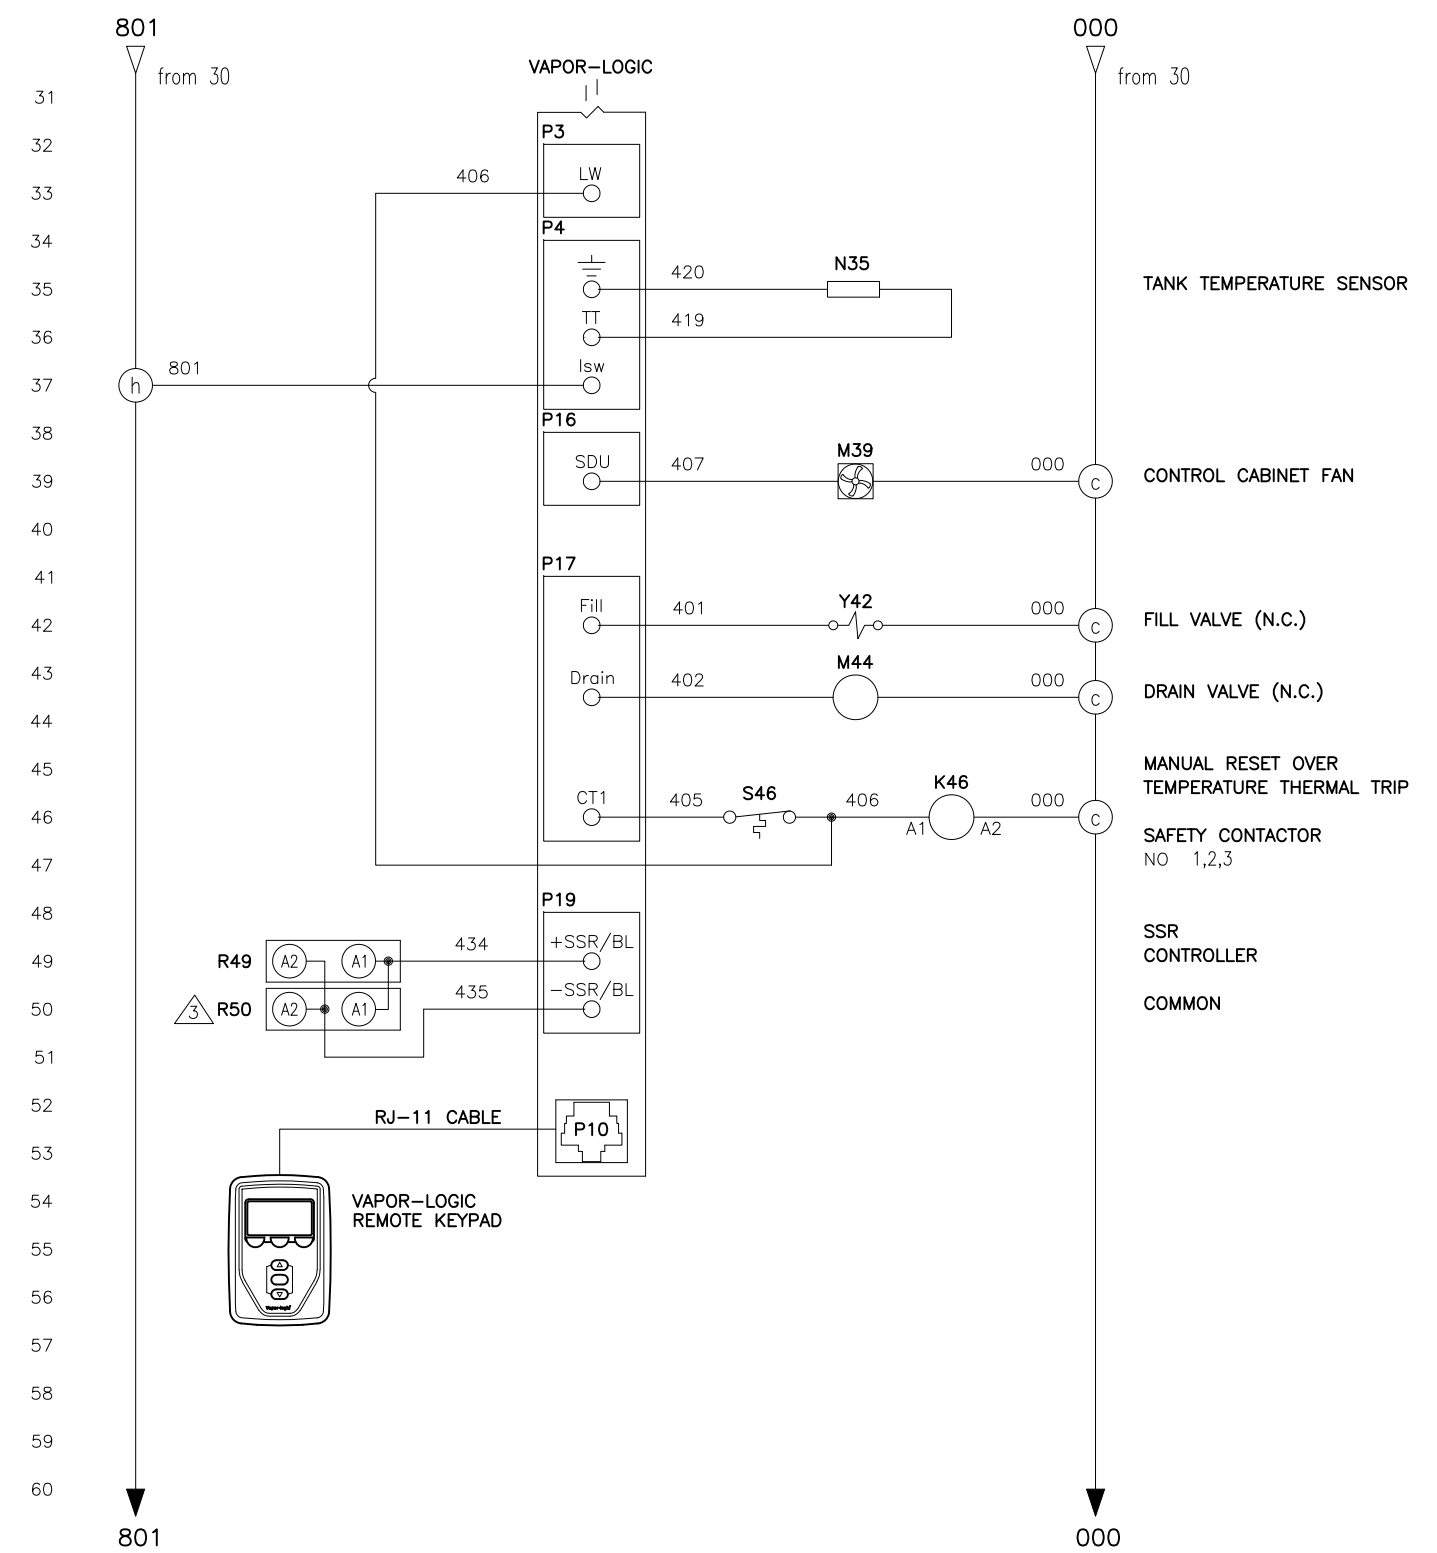 801
000
from 30
from 30
VAPOR-LOGIC
31
P3
32
406
LW
33
P4
34
420
N35
35
TANK TEMPERATURE SENSOR
TT
419
36
801
Isw
h
37
P16
38
SDU
407
M39
000
c
39
CONTROL CABINET FAN
40
P17
41
Fill
401
Y42
000
c
42
FILL VALVE (N.C.)
43
Drain
402
M44
000
c
DRAIN VALVE (N.C.)
44
45
MANUAL RESET OVER
TEMPERATURE THERMAL TRIP
CT1
405
S46
406
K46
A1
A2
000
c
46
SAFETY CONTACTOR
NO 1,2,3
47
P19
48
SSR
CONTROLLER
+SSR/BL
434
R49
A2
A1
49
-SSR/BL
435
3
R50
A2
A1
50
COMMON
51
52
RJ-11 CABLE
P10
53
54
VAPOR-LOGIC
REMOTE KEYPAD
55
56
Vapor-logic
57
58
59
60
801
000